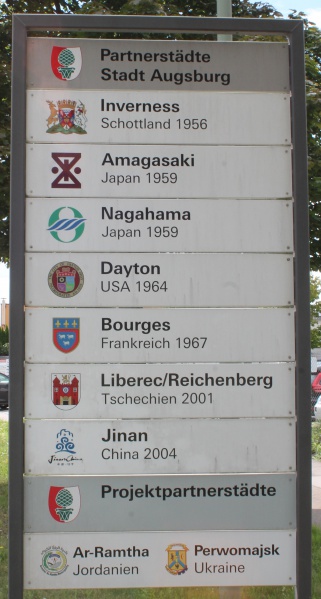 Partnerstädte
Stadt Augsburg
Inverness
Schottland 1956
Amagasaki
Japan 1959
Nagahama
Japan 1959
Dayton
USA 1964
Bourges
Frankreich 1967
Liberec/Reichenberg
Tschechien 2001
Jinan
China 2004
Projektpartnerstädte
Ar-Ramtha
Jordanien
Perwomajsk
Ukraine